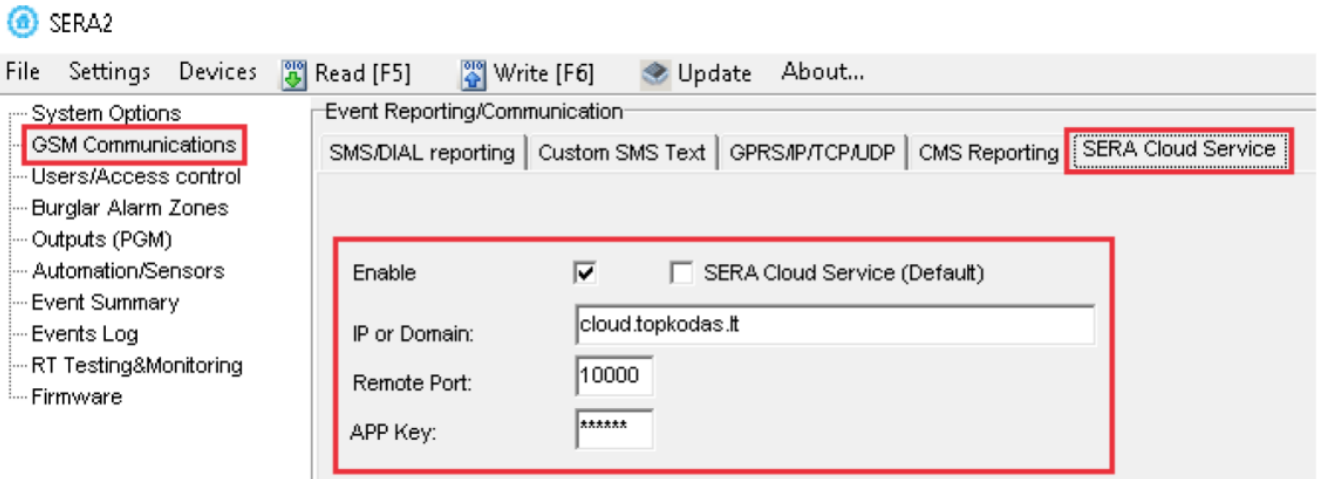 SERA2
File Settings Devices Read [F5] Write [F6] Update About...
System Options
GSM Communications
Users/Access control
Burglar Alarm Zones
Outputs (PGM)
Automation/Sensors
Event Summary
Events Log
RT Testing&Monitoring
Firmware
Event Reporting/Communication
SMS/DIAL reporting Custom SMS Text GPRS/IP/TCP/UDP CMS Reporting SERA Cloud Service
Enable SERA Cloud Service (Default)
IP or Domain: cloud.topkodas.lt
Remote Port: 10000
APP Key: ******